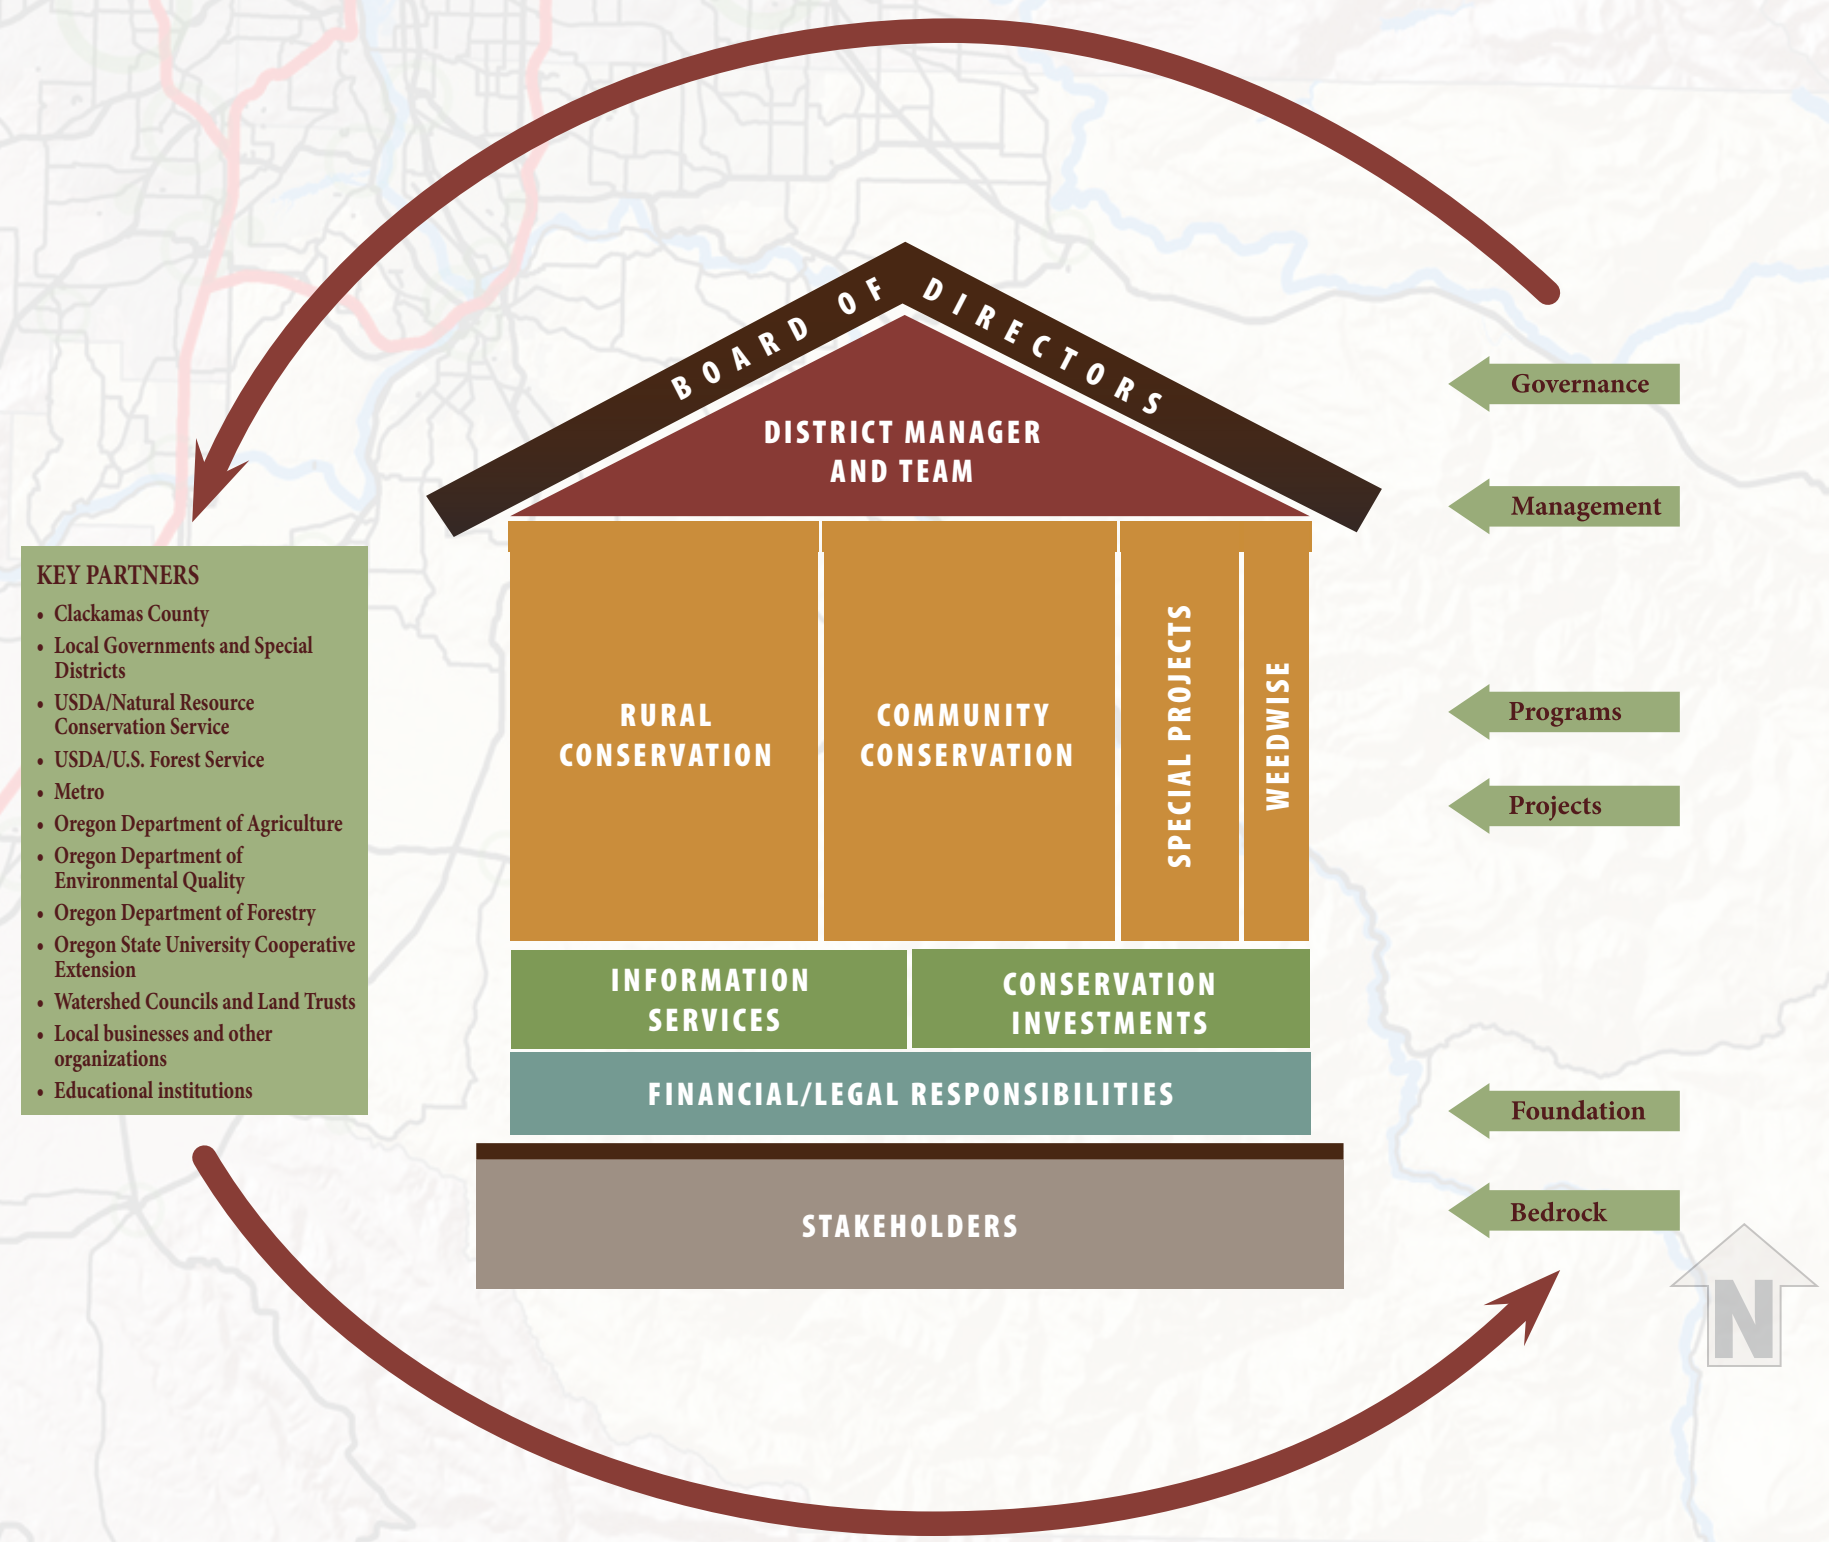 BOARD OF DIRECTORS
DISTRICT MANAGER
AND TEAM
RURAL
CONSERVATION
COMMUNITY
CONSERVATION
SPECIAL PROJECTS
WEEDWISE
INFORMATION
SERVICES
CONSERVATION
INVESTMENTS
FINANCIAL/LEGAL RESPONSIBILITIES
STAKEHOLDERS
KEY PARTNERS
• Clackamas County
• Local Governments and Special
Districts
• USDA/Natural Resource
Conservation Service
• USDA/U.S. Forest Service
• Metro
• Oregon Department of Agriculture
• Oregon Department of
Environmental Quality
• Oregon Department of Forestry
• Oregon State University Cooperative
Extension
• Watershed Councils and Land Trusts
• Local businesses and other
organizations
• Educational institutions
Governance
Management
Programs
Projects
Foundation
Bedrock
N